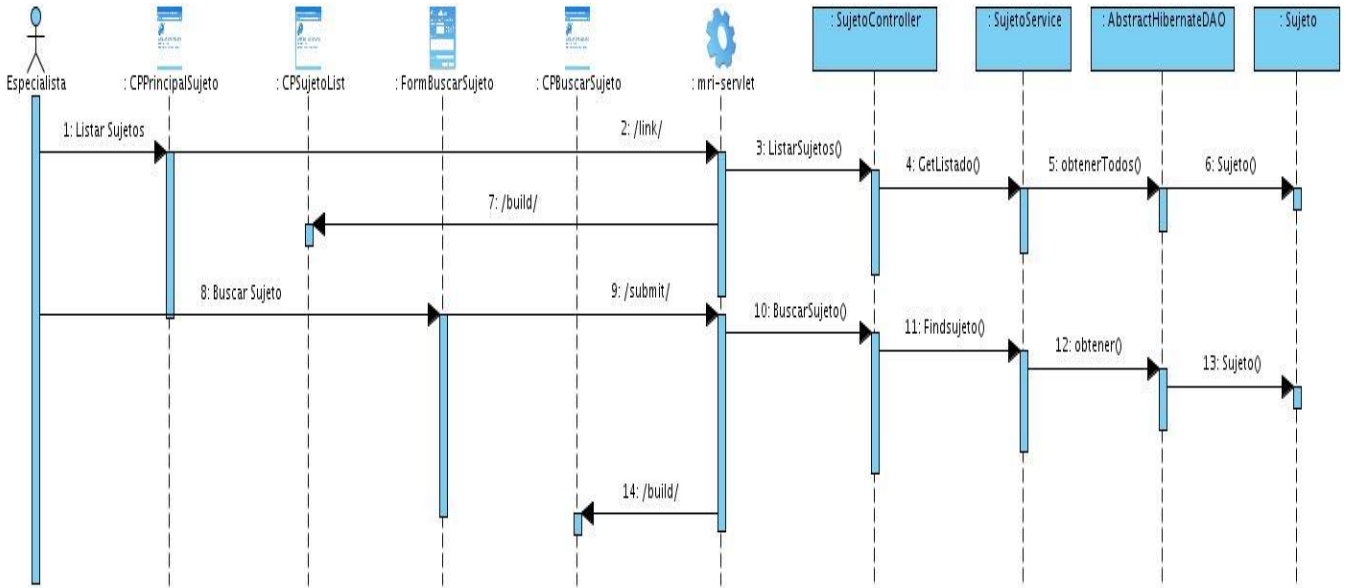 : SujetoController
: SujetoService
: AbstractHibernateDAO
: Sujeto
Especialista
: CPPrincipalSujeto
: CPSujetoList
: FormBuscarSujeto
: CPBuscarSujeto
: mri-servlet
1: Listar Sujetos
2: /link/
3: ListarSujetos()
4: GetListado()
5: obtenerTodos()
6: Sujeto()
7: /build/
8: Buscar Sujeto
9: /submit/
10: BuscarSujeto()
11: Findsujeto()
12: obtener()
13: Sujeto()
14: /build/